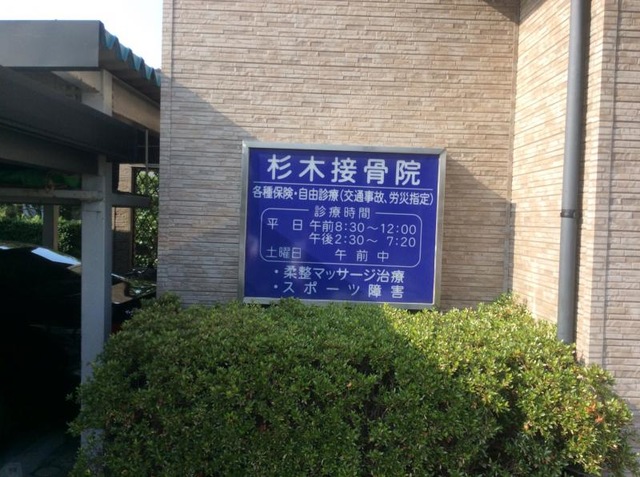 杉木接骨院
各種保険・自由診療(交通事故、労災指定)
診療時間
平日 午前8:30～12:00
午後2:30～7:20
土曜日 午前中
・柔整マッサージ治療
・スポーツ障害